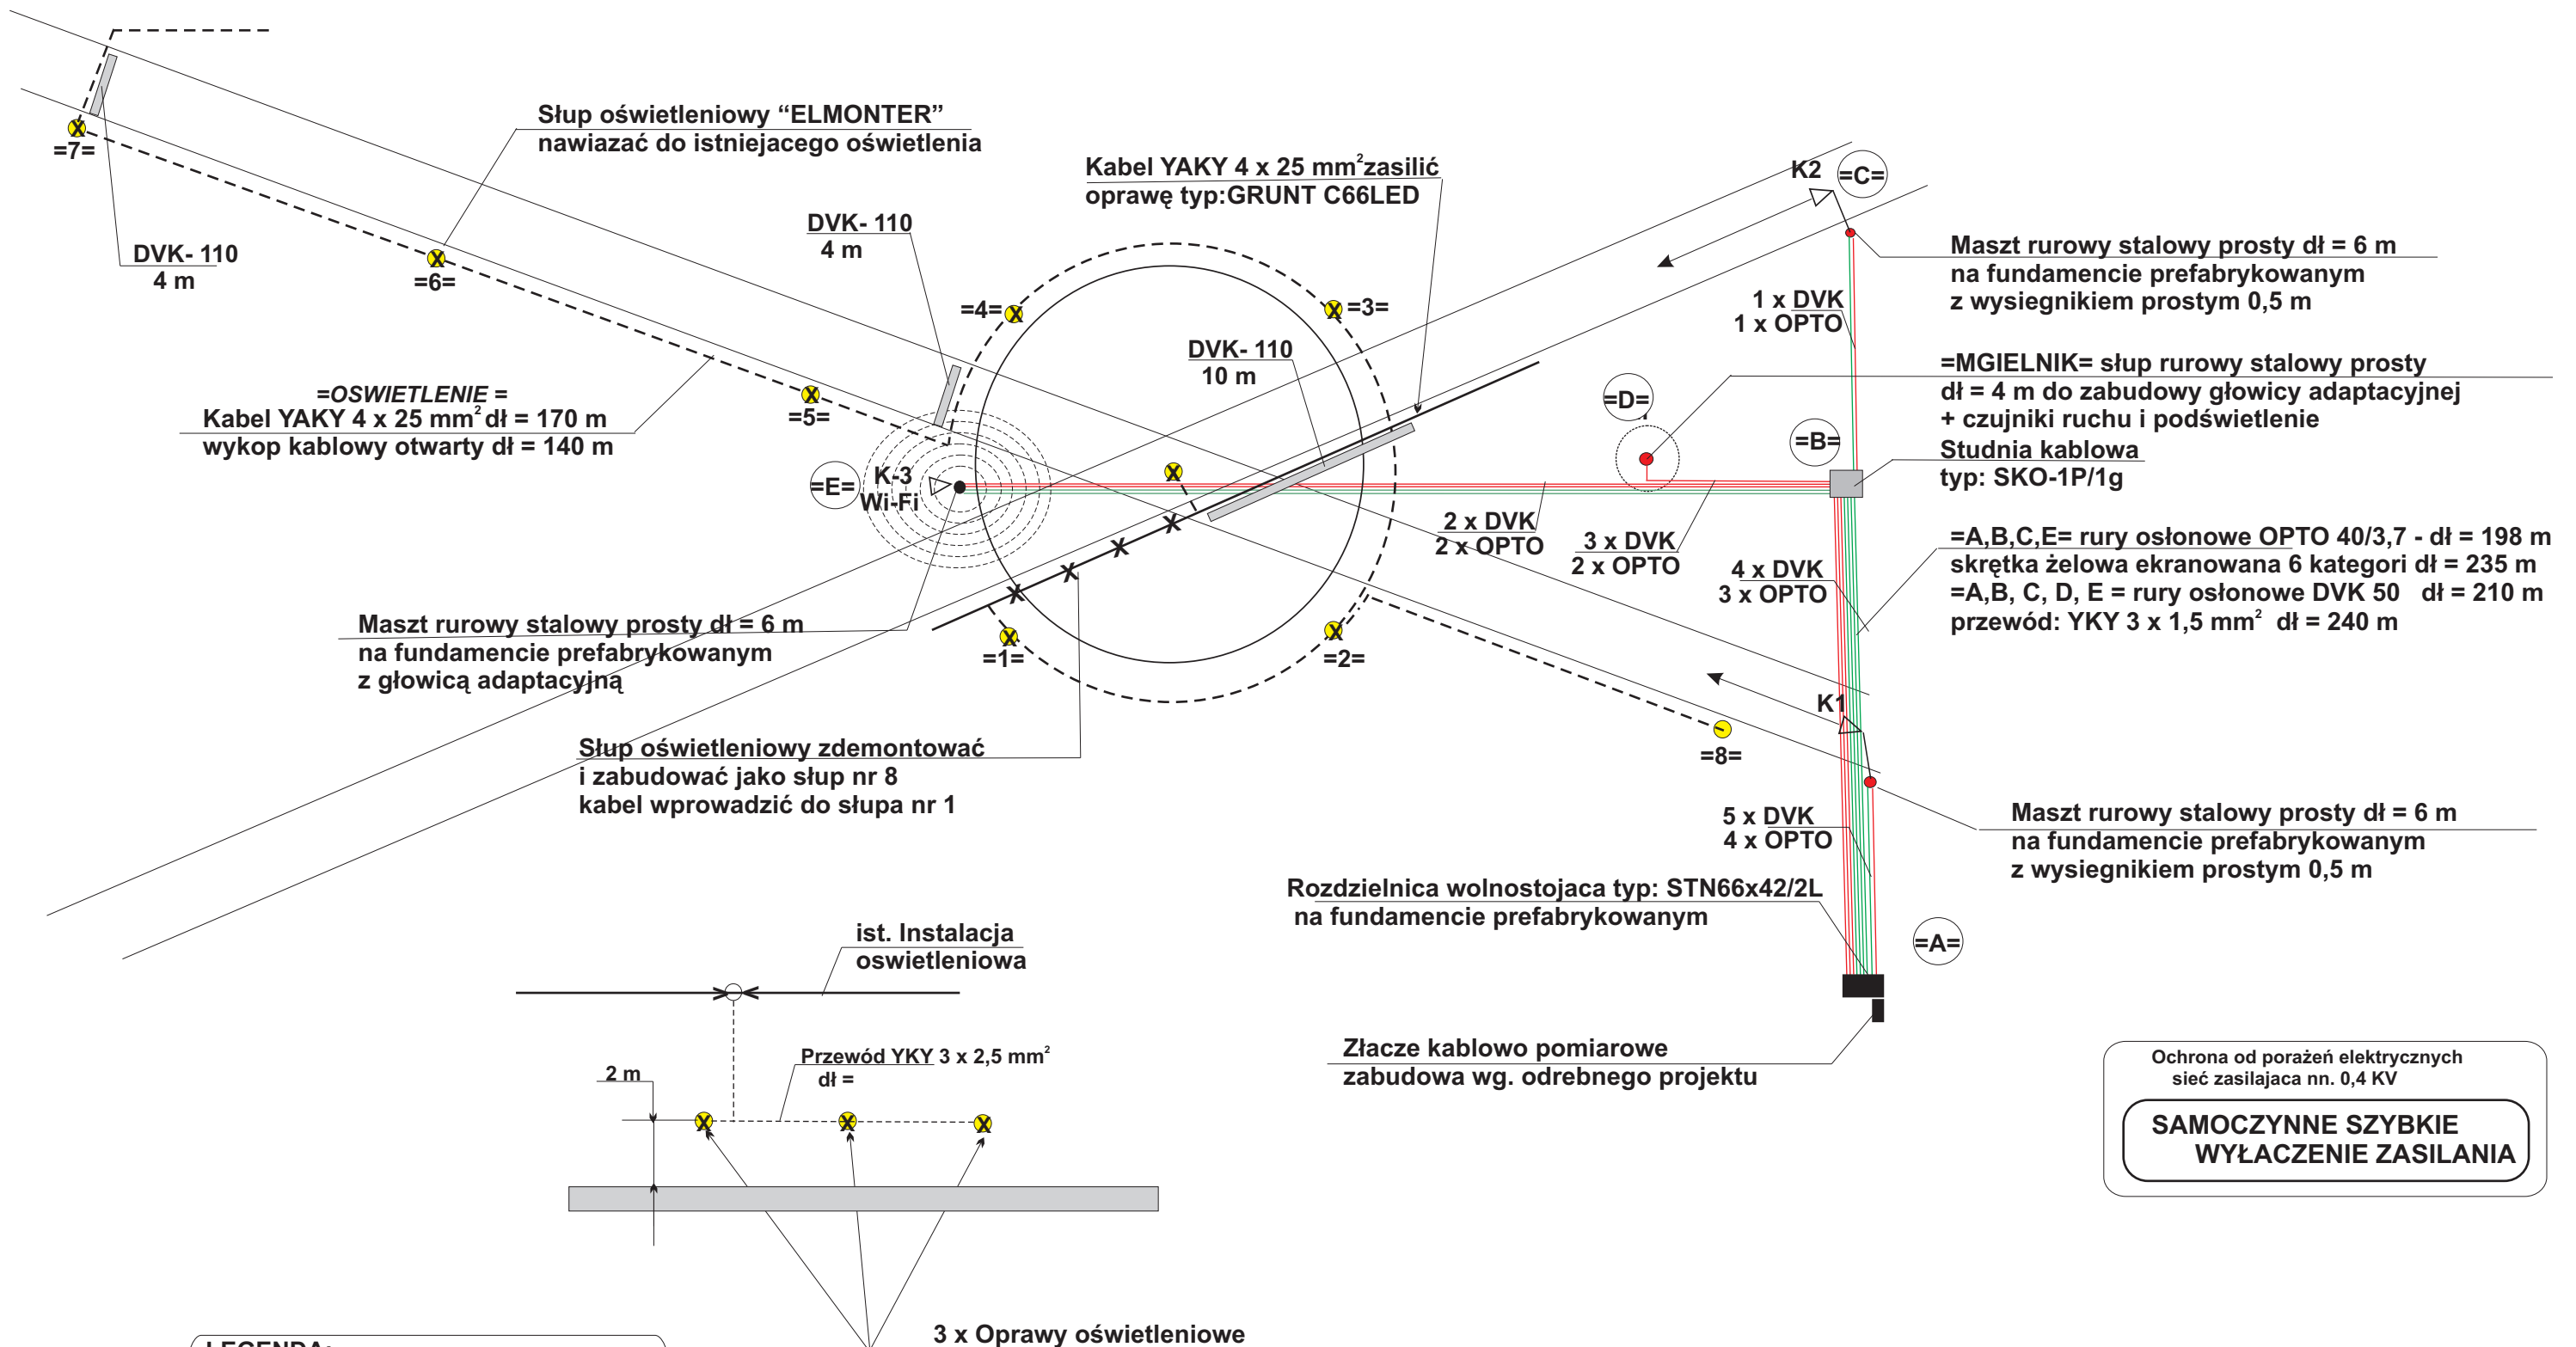 Słup oświetleniowy “ELMONTER”
nawiazać do istniejacego oświetlenia
=7=
DVK- 110
4 m
=6=
DVK- 110
4 m
Kabel YAKY 4 x 25 mm² zasilić
oprawę typ:GRUNT C66LED
K2
=C=
Maszt rurowy stalowy prosty dł = 6 m
na fundamencie prefabrykowanym
z wysiegnikiem prostym 0,5 m
1 x DVK
1 x OPTO
=4=
=3=
DVK- 110
10 m
=MGIELNIK= słup rurowy stalowy prosty
dł = 4 m do zabudowy głowicy adaptacyjnej
+ czujniki ruchu i podświetlenie
=D=
=B=
Studnia kablowa
typ: SKO-1P/1g
=OSWIETLENIE =
Kabel YAKY 4 x 25 mm² dł = 170 m
wykop kablowy otwarty dł = 140 m
=5=
=E=
K-3
Wi-Fi
2 x DVK
2 x OPTO
3 x DVK
2 x OPTO
4 x DVK
3 x OPTO
=A,B,C,E= rury osłonowe OPTO 40/3,7 - dł = 198 m
skrętka żelowa ekranowana 6 kategori dł = 235 m
=A,B, C, D, E = rury osłonowe DVK 50 dł = 210 m
przewód: YKY 3 x 1,5 mm² dł = 240 m
Maszt rurowy stalowy prosty dł = 6 m
na fundamencie prefabrykowanym
z głowicą adaptacyjną
=1=
=2=
K1
=8=
Słup oświetleniowy zdemontować
i zabudować jako słup nr 8
kabel wprowadzić do słupa nr 1
5 x DVK
4 x OPTO
Maszt rurowy stalowy prosty dł = 6 m
na fundamencie prefabrykowanym
z wysiegnikiem prostym 0,5 m
Rozdzielnica wolnostojaca typ: STN66x42/2L
na fundamencie prefabrykowanym
=A=
ist. Instalacja
oswietleniowa
Złacze kablowo pomiarowe
zabudowa wg. odrebnego projektu
Przewód YKY 3 x 2,5 mm²
dł =
2 m
Ochrona od porażeń elektrycznych
sieć zasilajaca nn. 0,4 KV
SAMOCZYNNE SZYBKIE
WYŁACZENIE ZASILANIA
3 x Oprawy oświetleniowe
LEGENDA: